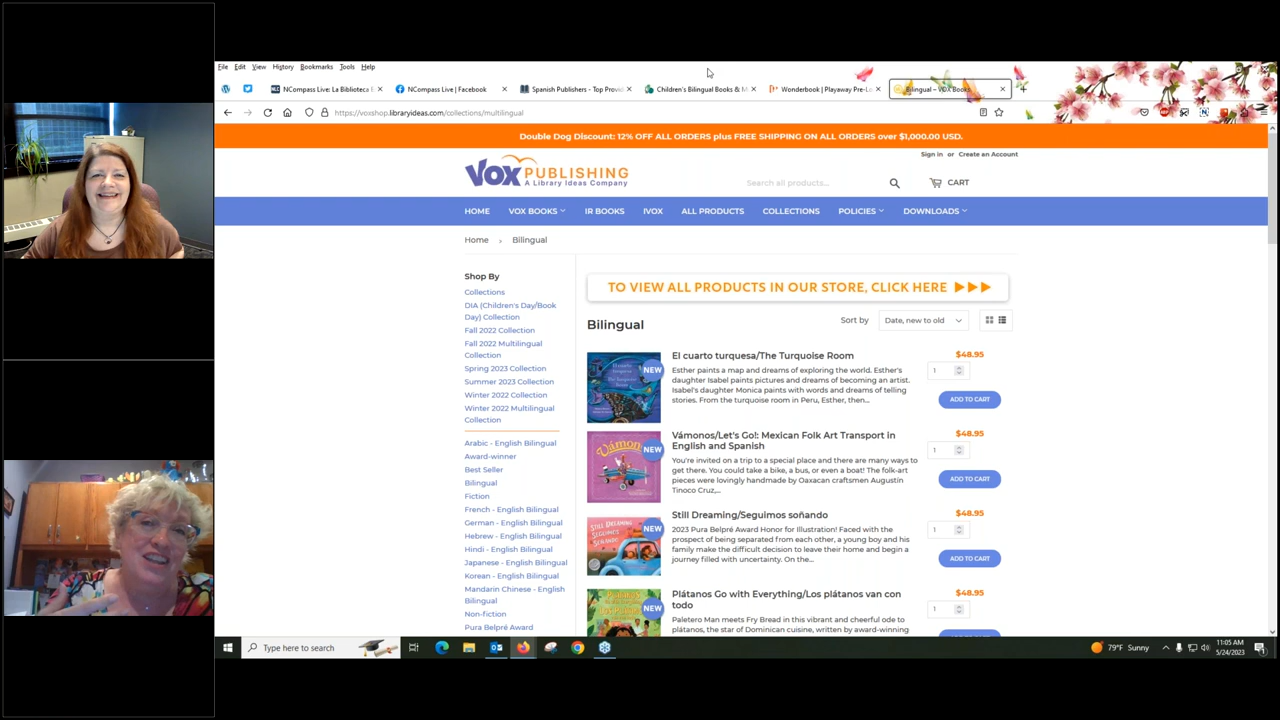 File Edit View History Bookmarks Tools Help
NCompass Live: La Biblioteca E
NCompass Live | Facebook
Spanish Publishers - Top Provi
Children's Bilingual Books & M
Wonderbook | Playaway Pre-Lo
Bilingual – VOX Books
https://voxshop.libraryideas.com/collections/multilingual
Double Dog Discount: 12% OFF ALL ORDERS plus FREE SHIPPING ON ALL ORDERS over $1,000.00 USD.
Sign in or Create an Account
VOX PUBLISHING
A Library Ideas Company
Search all products...
CART
HOME VOX BOOKS IR BOOKS IVOX ALL PRODUCTS COLLECTIONS POLICIES DOWNLOADS
Home › Bilingual
Shop By
Collections
DIA (Children's Day/Book
Day) Collection
Fall 2022 Collection
Fall 2022 Multilingual
Collection
Spring 2023 Collection
Summer 2023 Collection
Winter 2022 Collection
Winter 2022 Multilingual
Collection
Arabic - English Bilingual
Award-winner
Best Seller
Bilingual
Fiction
French - English Bilingual
German - English Bilingual
Hebrew - English Bilingual
Hindi - English Bilingual
Japanese - English Bilingual
Korean - English Bilingual
Mandarin Chinese - English
Bilingual
Non-fiction
Pura Belpré Award
TO VIEW ALL PRODUCTS IN OUR STORE, CLICK HERE ▶▶▶
Bilingual
Sort by Date, new to old
NEW
El cuarto turquesa/The Turquoise Room
Esther paints a map and dreams of exploring the world. Esther's
daughter Isabel paints pictures and dreams of becoming an artist.
Isabel's daughter Monica paints with words and dreams of telling
stories. From the turquoise room in Peru, Esther, then...
$48.95
1
ADD TO CART
NEW
Vámonos/Let's Go!: Mexican Folk Art Transport in
English and Spanish
You're invited on a trip to a special place and there are many ways to
get there. You could take a bike, a bus, or even a boat! The folk-art
pieces were lovingly handmade by Oaxacan craftsmen Augustín
Tinoco Cruz,...
$48.95
1
ADD TO CART
STILL DREAMING
SEGUIMOS
SOÑANDO
NEW
Still Dreaming/Seguimos soñando
2023 Pura Belpré Award Honor for Illustration! Faced with the
prospect of being separated from each other, a young boy and his
family make the difficult decision to leave their home and begin a
journey filled with uncertainty. On the...
$48.95
1
ADD TO CART
NEW
Plátanos Go with Everything/Los plátanos van con
todo
Paletero Man meets Fry Bread in this vibrant and cheerful ode to
plátanos, the star of Dominican cuisine, written by award-winning
$48.95
1
Type here to search
79°F Sunny
11:05 AM
5/24/2023